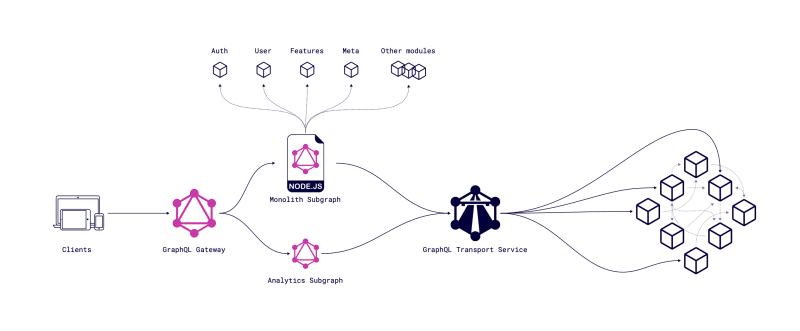 Auth
User
Features
Meta
Other modules
NODE.JS
Monolith Subgraph
Clients
GraphQL Gateway
GraphQL Transport Service
Analytics Subgraph